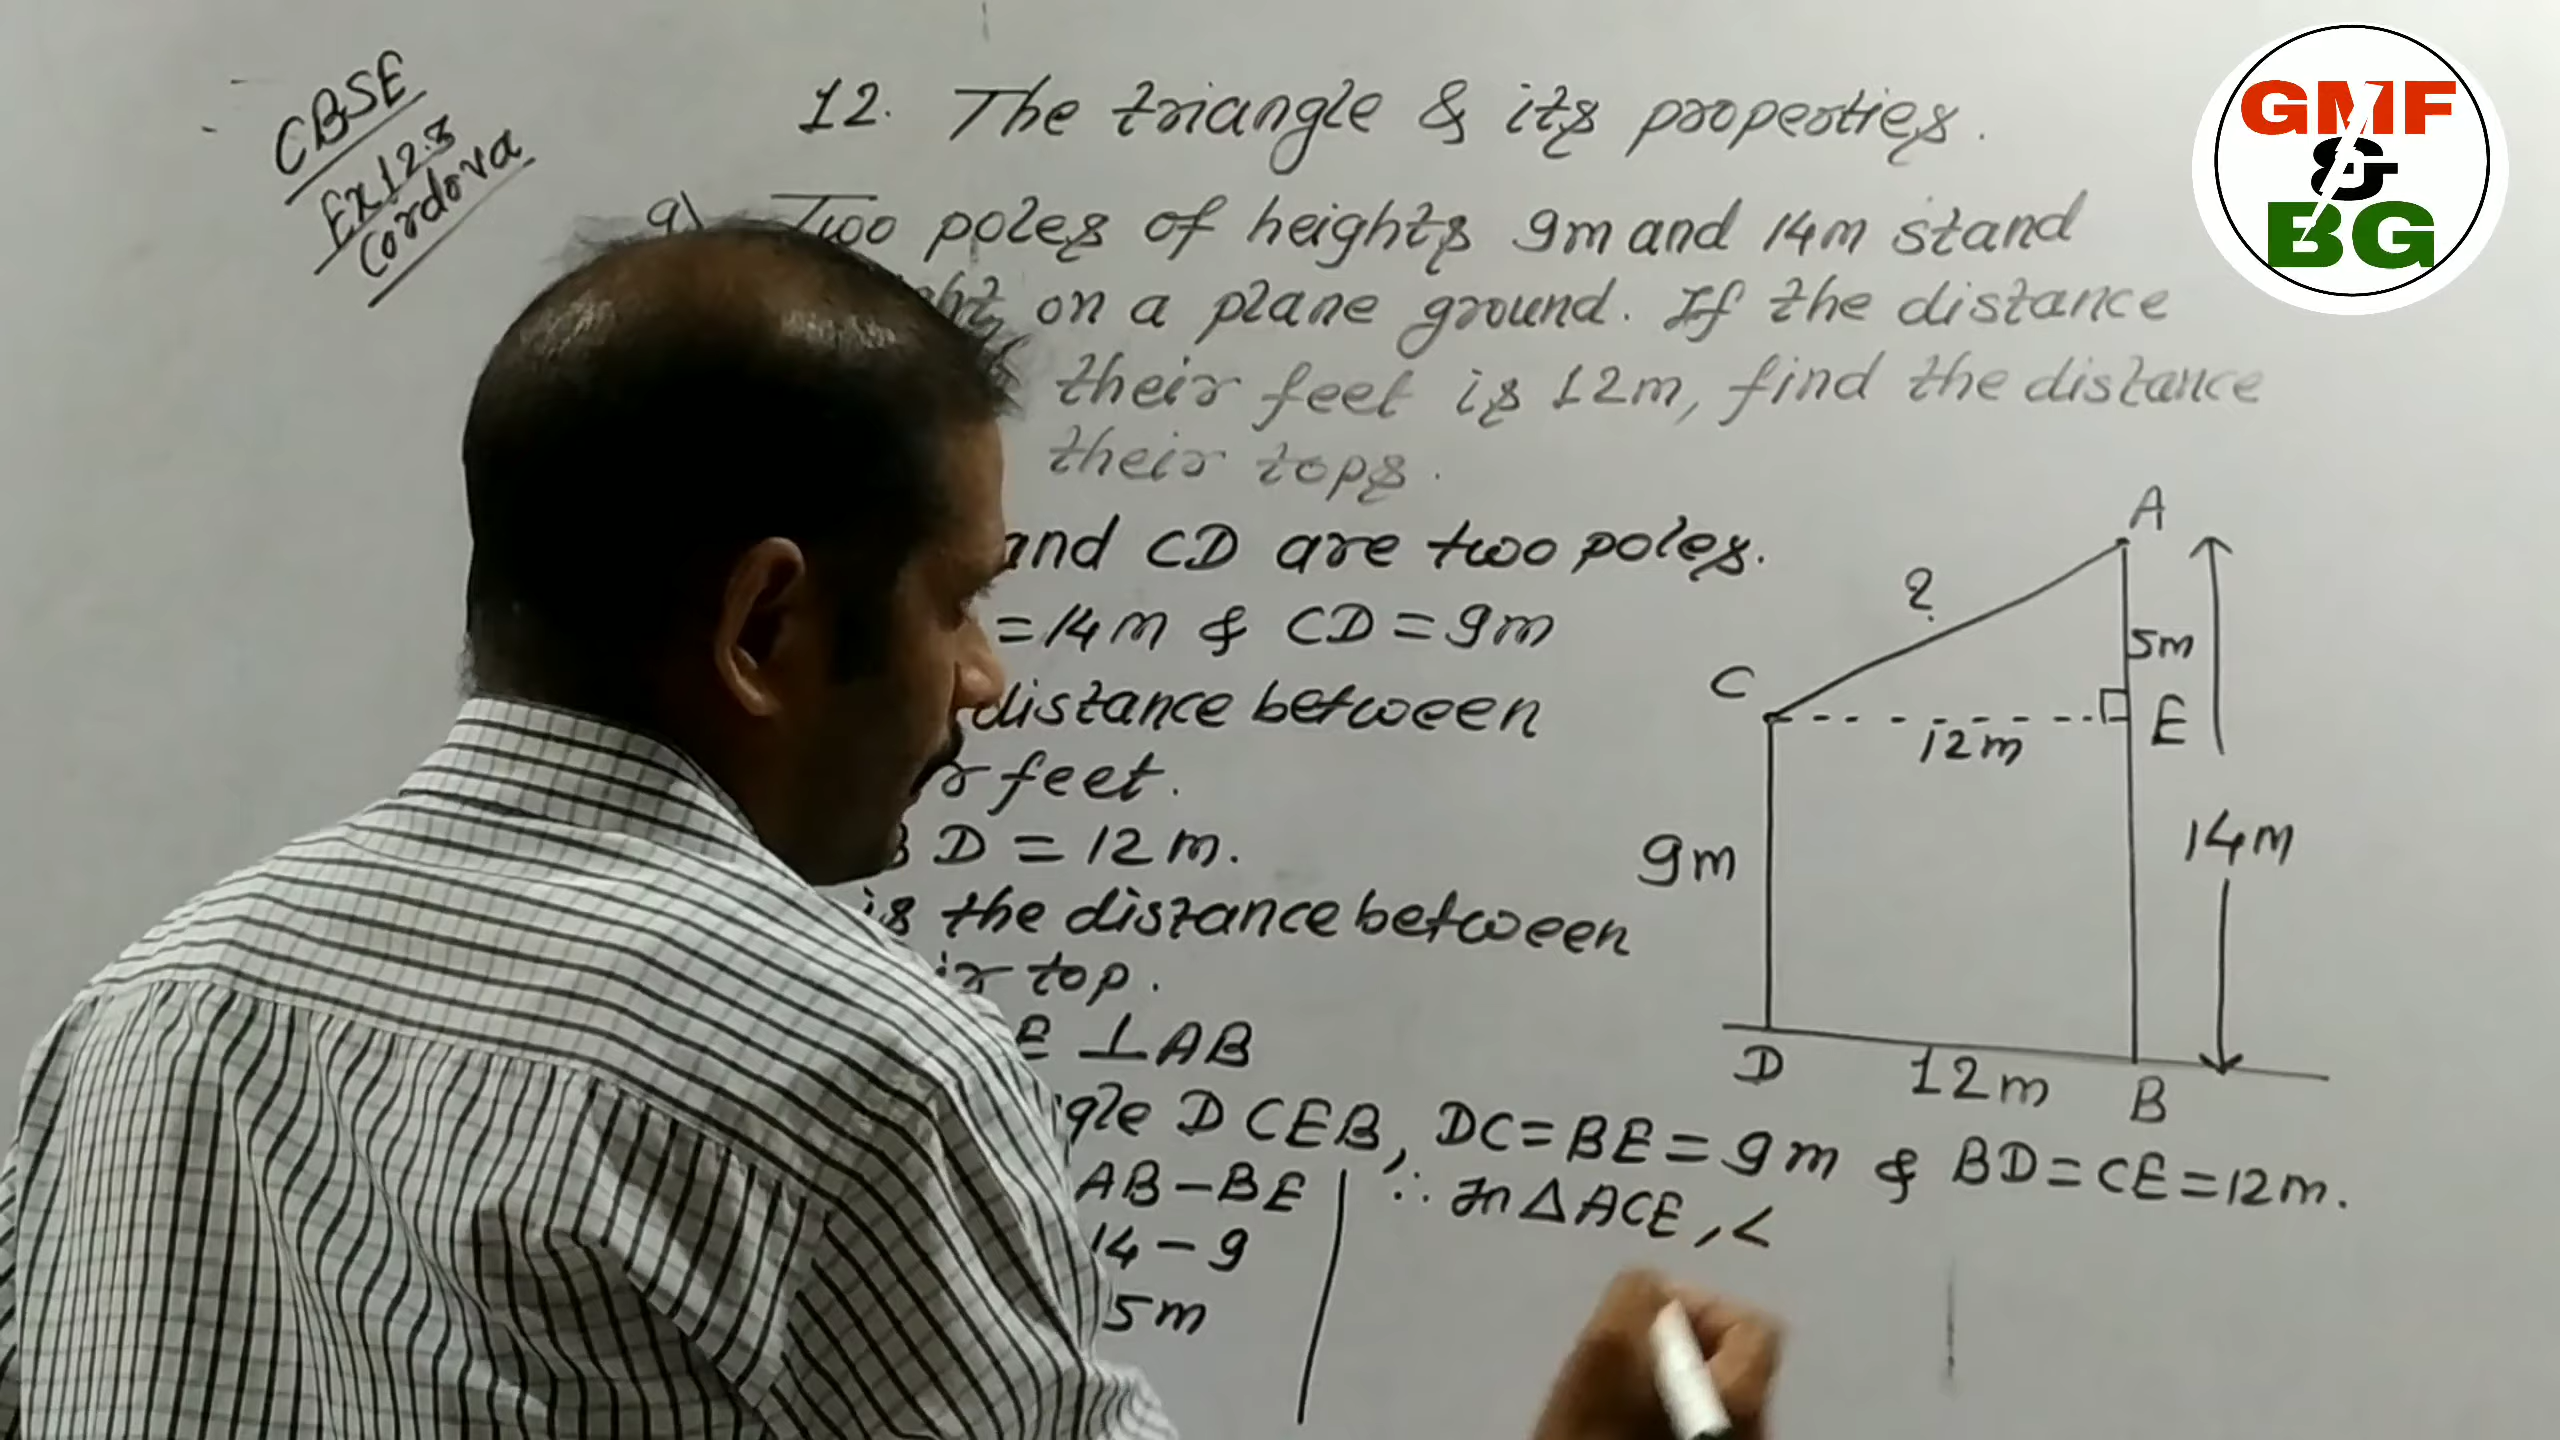 CBSE
Ex 12.8
Cordova
12. The triangle & its properties.
9) Two poles of heights 9m and 14m stand
on a plane ground. If the distance
their feet is 12m, find the distance
their tops.
and CD are two poles.
= 14m & CD = 9m
distance between
feet.
BD = 12m.
is the distance between
top.
E ⊥ AB
DCEB, DC = BE = 9m & BD = CE = 12m.
AB - BE
14 - 9
5m
∴ In △ACE, <
A
?
5m
C
E
12m
9m
14m
D
12m
B
GMF
&
BG